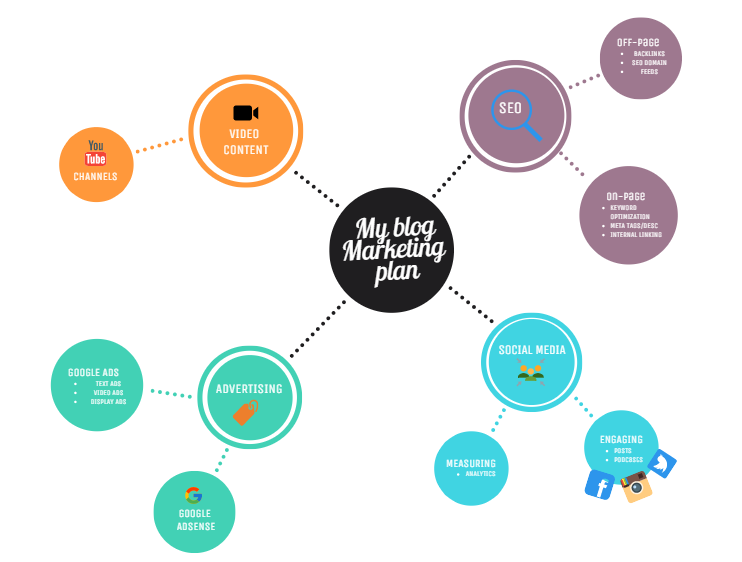 My blog
Marketing
plan
VIDEO
CONTENT
You
Tube
CHANNELS
SEO
OFF-PAGE
• BACKLINKS
• SEO DOMAIN
• FEEDS
ON-PAGE
• KEYWORD
OPTIMIZATION
• META TAGS/DESC
• INTERNAL LINKING
ADVERTISING
GOOGLE ADS
• TEXT ADS
• VIDEO ADS
• DISPLAY ADS
GOOGLE
ADSENSE
SOCIAL MEDIA
MEASURING
• ANALYTICS
ENGAGING
• POSTS